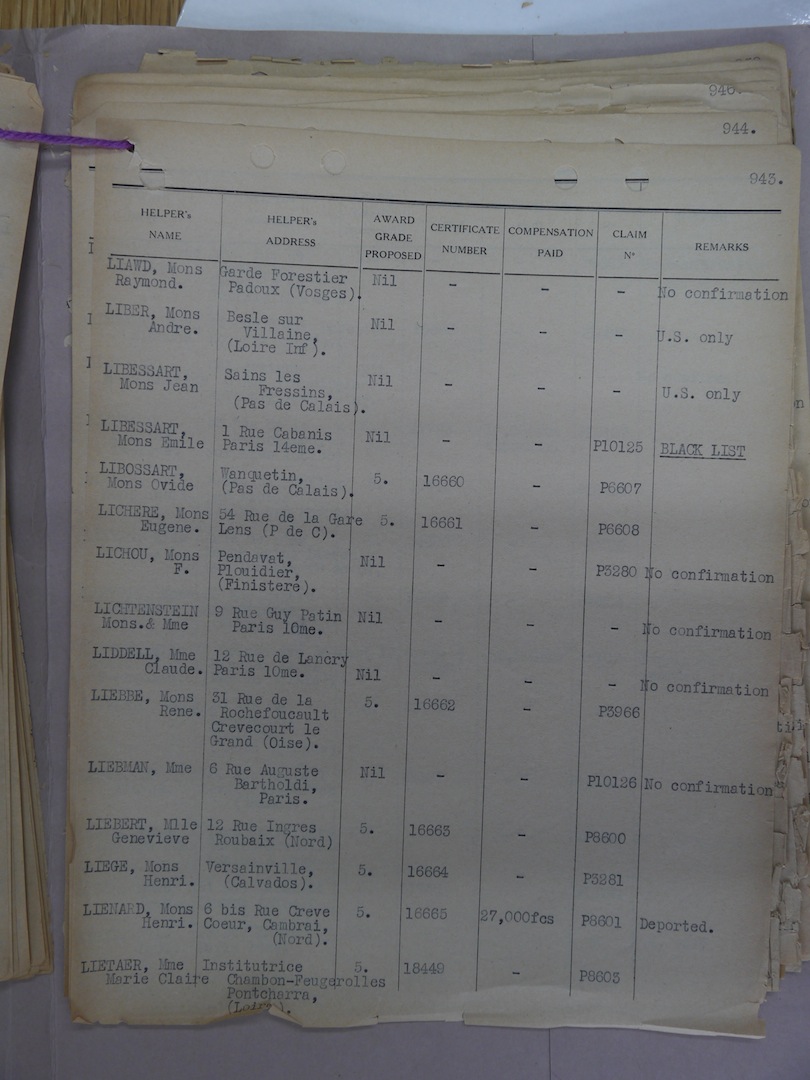 946.
944.
943.
HELPER's NAME HELPER's ADDRESS AWARD GRADE PROPOSED CERTIFICATE NUMBER COMPENSATION PAID CLAIM Nº REMARKS
LIAWD, Mons Garde Forestier Nil - - - No confirmation
Raymond. Padoux (Vosges).
LIBER, Mons Besle sur Nil - - - U.S. only
Andre. Villaine,
(Loire Inf).
LIBESSART, Sains les Nil - - - U.S. only
Mons Jean Fressins,
(Pas de Calais).
LIBESSART, 1 Rue Cabanis Nil - - P10125 BLACK LIST
Mons Emile Paris 14eme.
LIBOSSART, Wanquetin, 5. 16660 - P6607
Mons Ovide (Pas de Calais).
LICHERE, Mons 54 Rue de la Gare 5. 16661 - P6608
Eugene. Lens (P de C).
LICHOU, Mons Pendavat, Nil - - P3280 No confirmation
F. Plouidier,
(Finistere).
LICHTENSTEIN 9 Rue Guy Patin Nil - - - No confirmation
Mons.& Mme Paris 10me.
LIDDELL, Mme 12 Rue de Lancry
Claude. Paris 10me. Nil - - - No confirmation
LIEBBE, Mons 31 Rue de la 5. 16662 - P3966
Rene. Rochefoucault
Crevecourt le
Grand (Oise).
LIEBMAN, Mme 6 Rue Auguste Nil - - P10126 No confirmation
Bartholdi,
Paris.
LIEBERT, Mlle 12 Rue Ingres 5. 16663 - P8600
Genevieve Roubaix (Nord)
LIEGE, Mons Versainville, 5. 16664 - P3281
Henri. (Calvados).
LIENARD, Mons 6 bis Rue Creve 5. 16665 27,000fcs P8601 Deported.
Henri. Coeur, Cambrai,
(Nord).
LIETAER, Mme Institutrice 5. 18449 - P8603
Marie Claire Chambon-Feugerolles
Pontcharra,
(Loire).